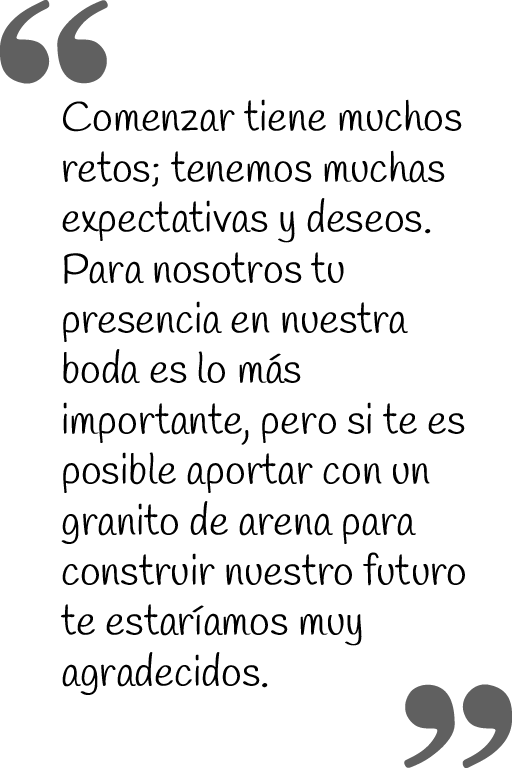 “
Comenzar tiene muchos
retos; tenemos muchas
expectativas y deseos.
Para nosotros tu
presencia en nuestra
boda es lo más
importante, pero si te es
posible aportar con un
granito de arena para
construir nuestro futuro
te estaríamos muy
agradecidos.
”